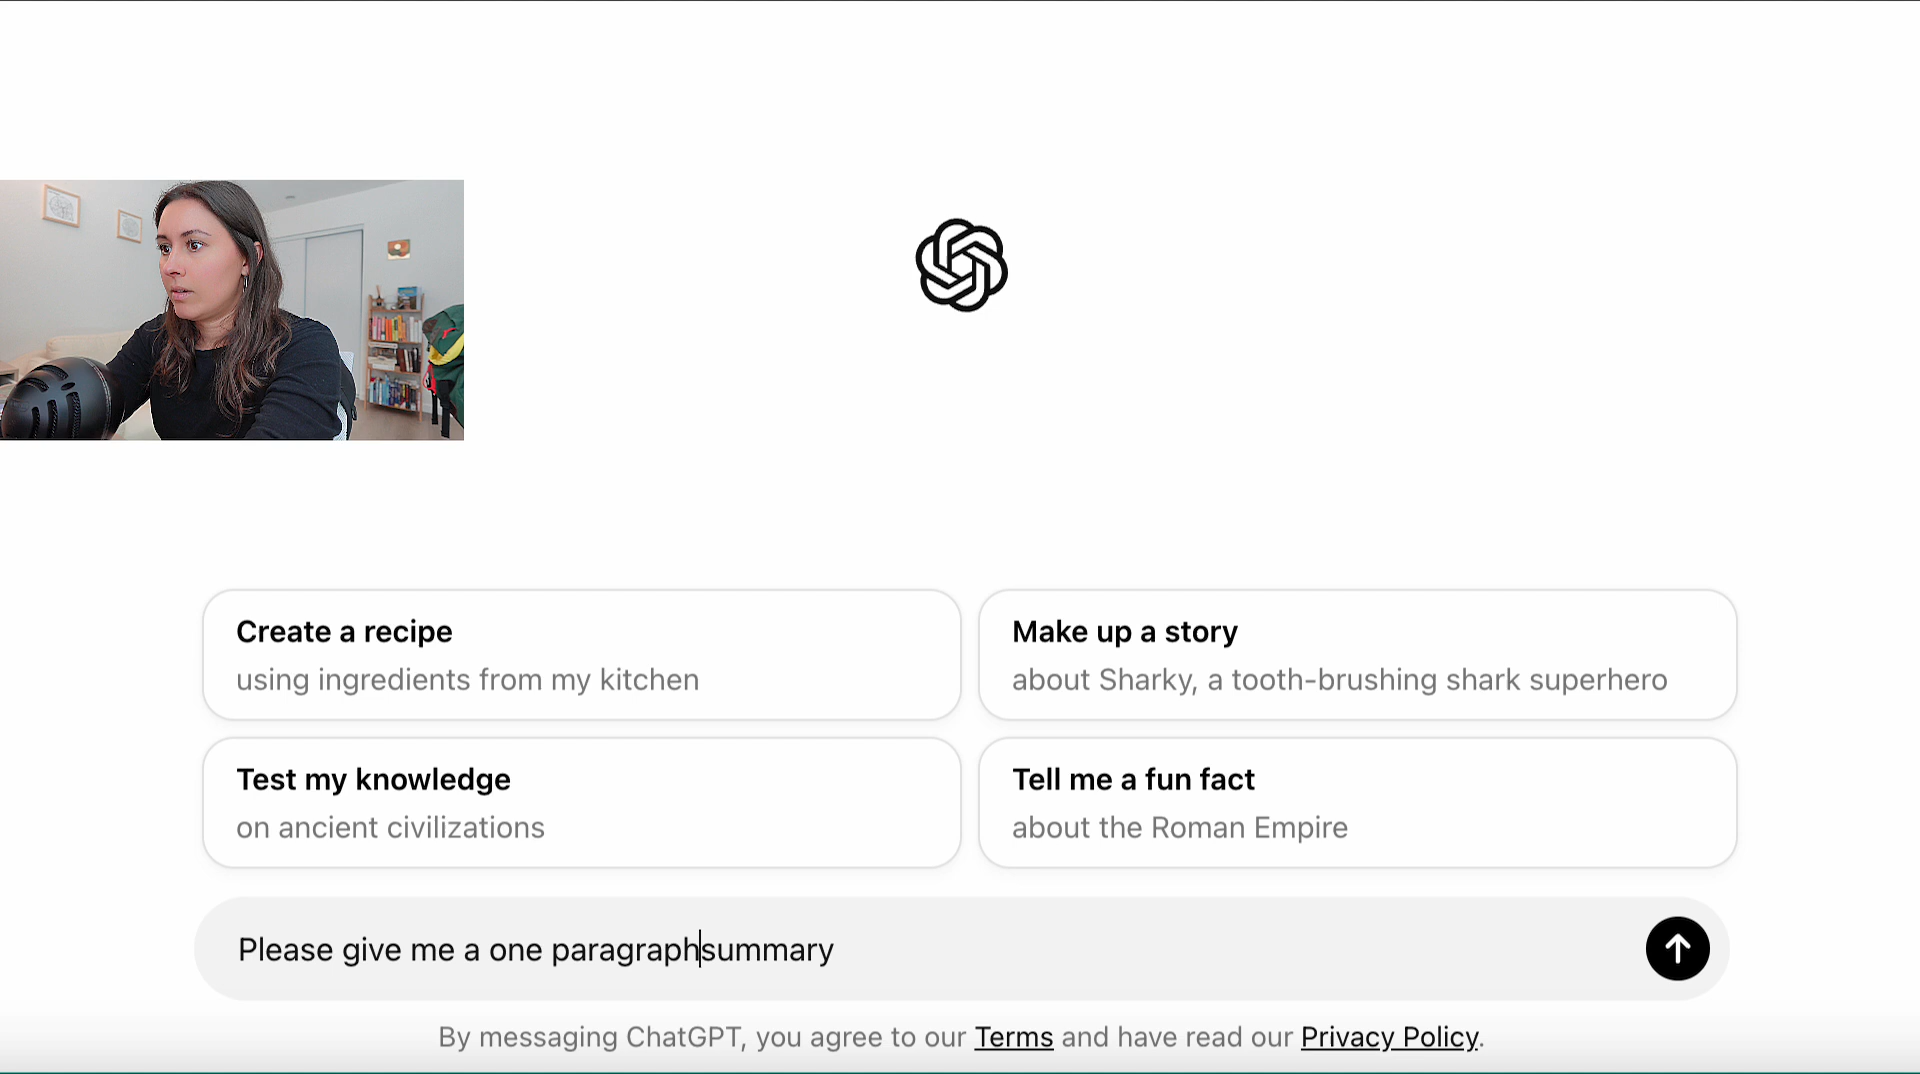 Create a recipe
using ingredients from my kitchen
Make up a story
about Sharky, a tooth-brushing shark superhero
Test my knowledge
on ancient civilizations
Tell me a fun fact
about the Roman Empire
Please give me a one paragraphsummary
By messaging ChatGPT, you agree to our Terms and have read our Privacy Policy.